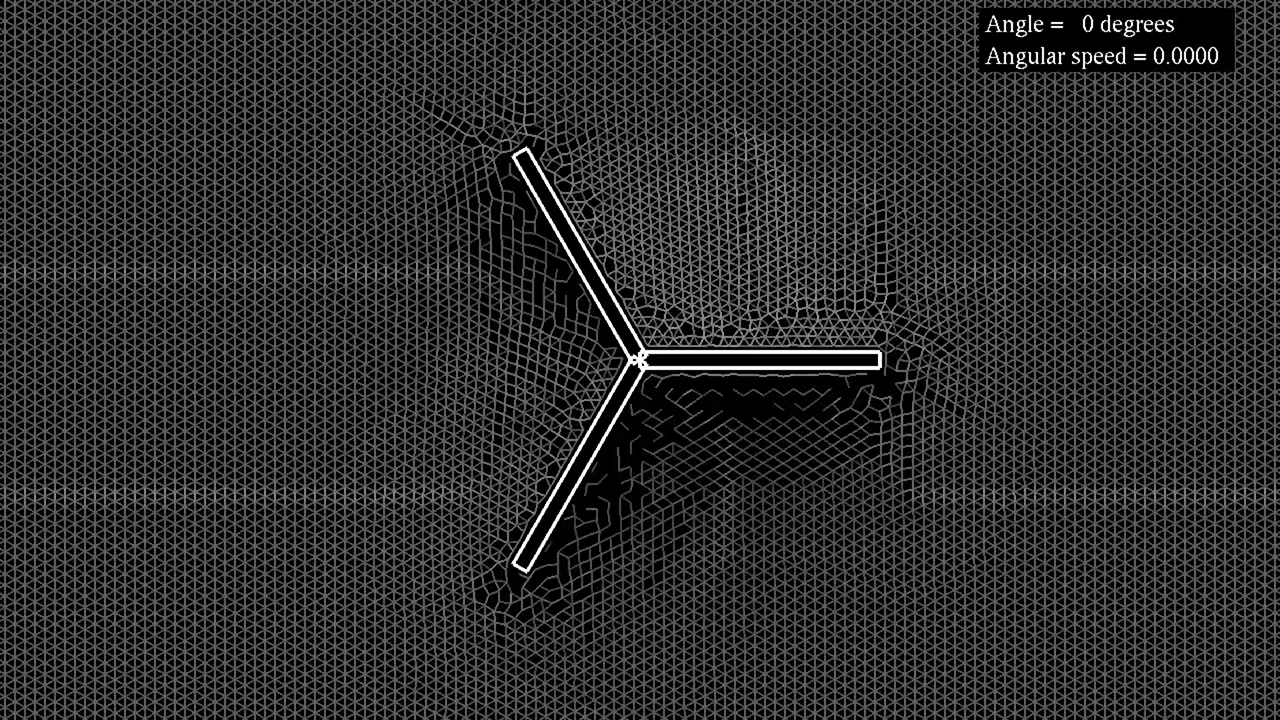 Angle =   0 degrees
Angular speed = 0.0000